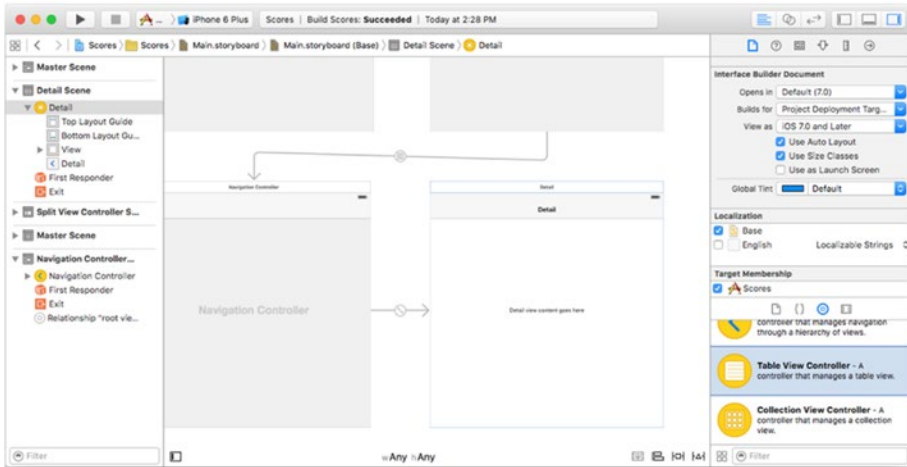 iPhone 6 Plus
Scores | Build Scores: Succeeded | Today at 2:28 PM
Scores Scores Main.storyboard Main.storyboard (Base) Detail Scene Detail
Master Scene
Detail Scene
Detail
Top Layout Guide
Bottom Layout Gu...
View
Detail
First Responder
Exit
Split View Controller S...
Master Scene
Navigation Controller...
Navigation Controller
First Responder
Exit
Relationship "root vie...
Filter
Navigation Controller
Navigation Controller
Detail
Detail
Detail view content goes here
wAny hAny
Interface Builder Document
Opens in Default (7.0)
Builds for Project Deployment Targ...
View as iOS 7.0 and Later
Use Auto Layout
Use Size Classes
Use as Launch Screen
Global Tint Default
Localization
Base
English Localizable Strings
Target Membership
Scores
controller that manages navigation
through a hierarchy of views.
Table View Controller - A
controller that manages a table view.
Collection View Controller - A
controller that manages a collection
view.
Filter